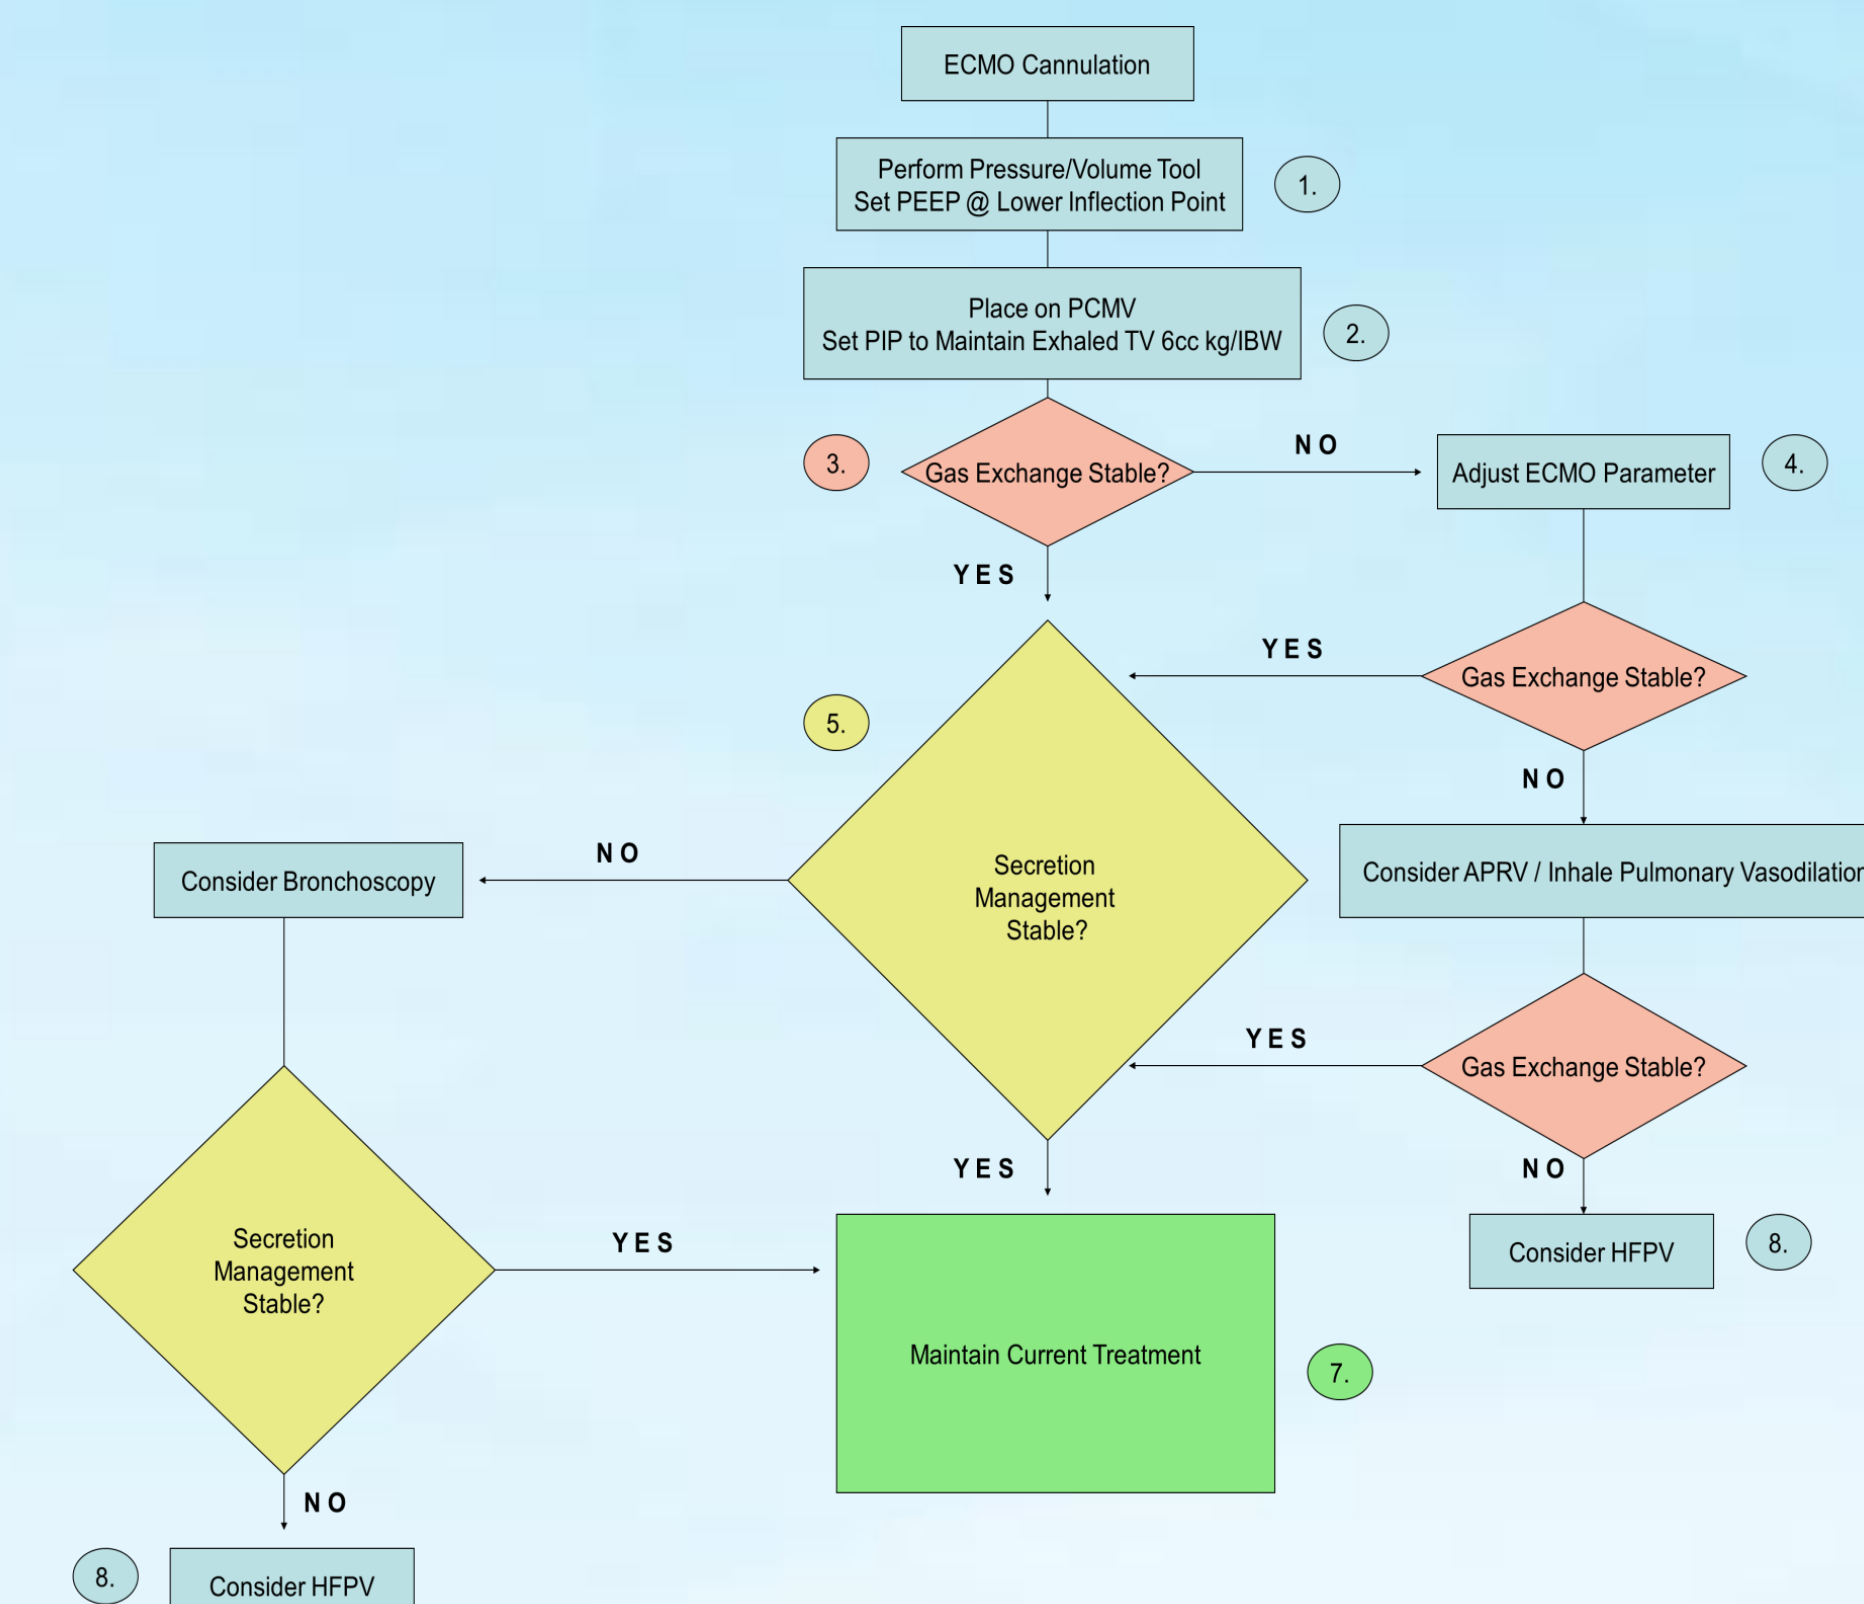 ECMO Cannulation
Perform Pressure/Volume Tool
Set PEEP @ Lower Inflection Point
1.
Place on PCMV
Set PIP to Maintain Exhaled TV 6cc kg/IBW
2.
3.
Gas Exchange Stable?
NO
Adjust ECMO Parameter
4.
YES
YES
Gas Exchange Stable?
5.
NO
Consider Bronchoscopy
NO
Secretion
Management
Stable?
Consider APRV / Inhale Pulmonary Vasodilation
YES
Gas Exchange Stable?
YES
NO
Secretion
Management
Stable?
YES
Maintain Current Treatment
7.
Consider HFPV
8.
NO
8.
Consider HFPV